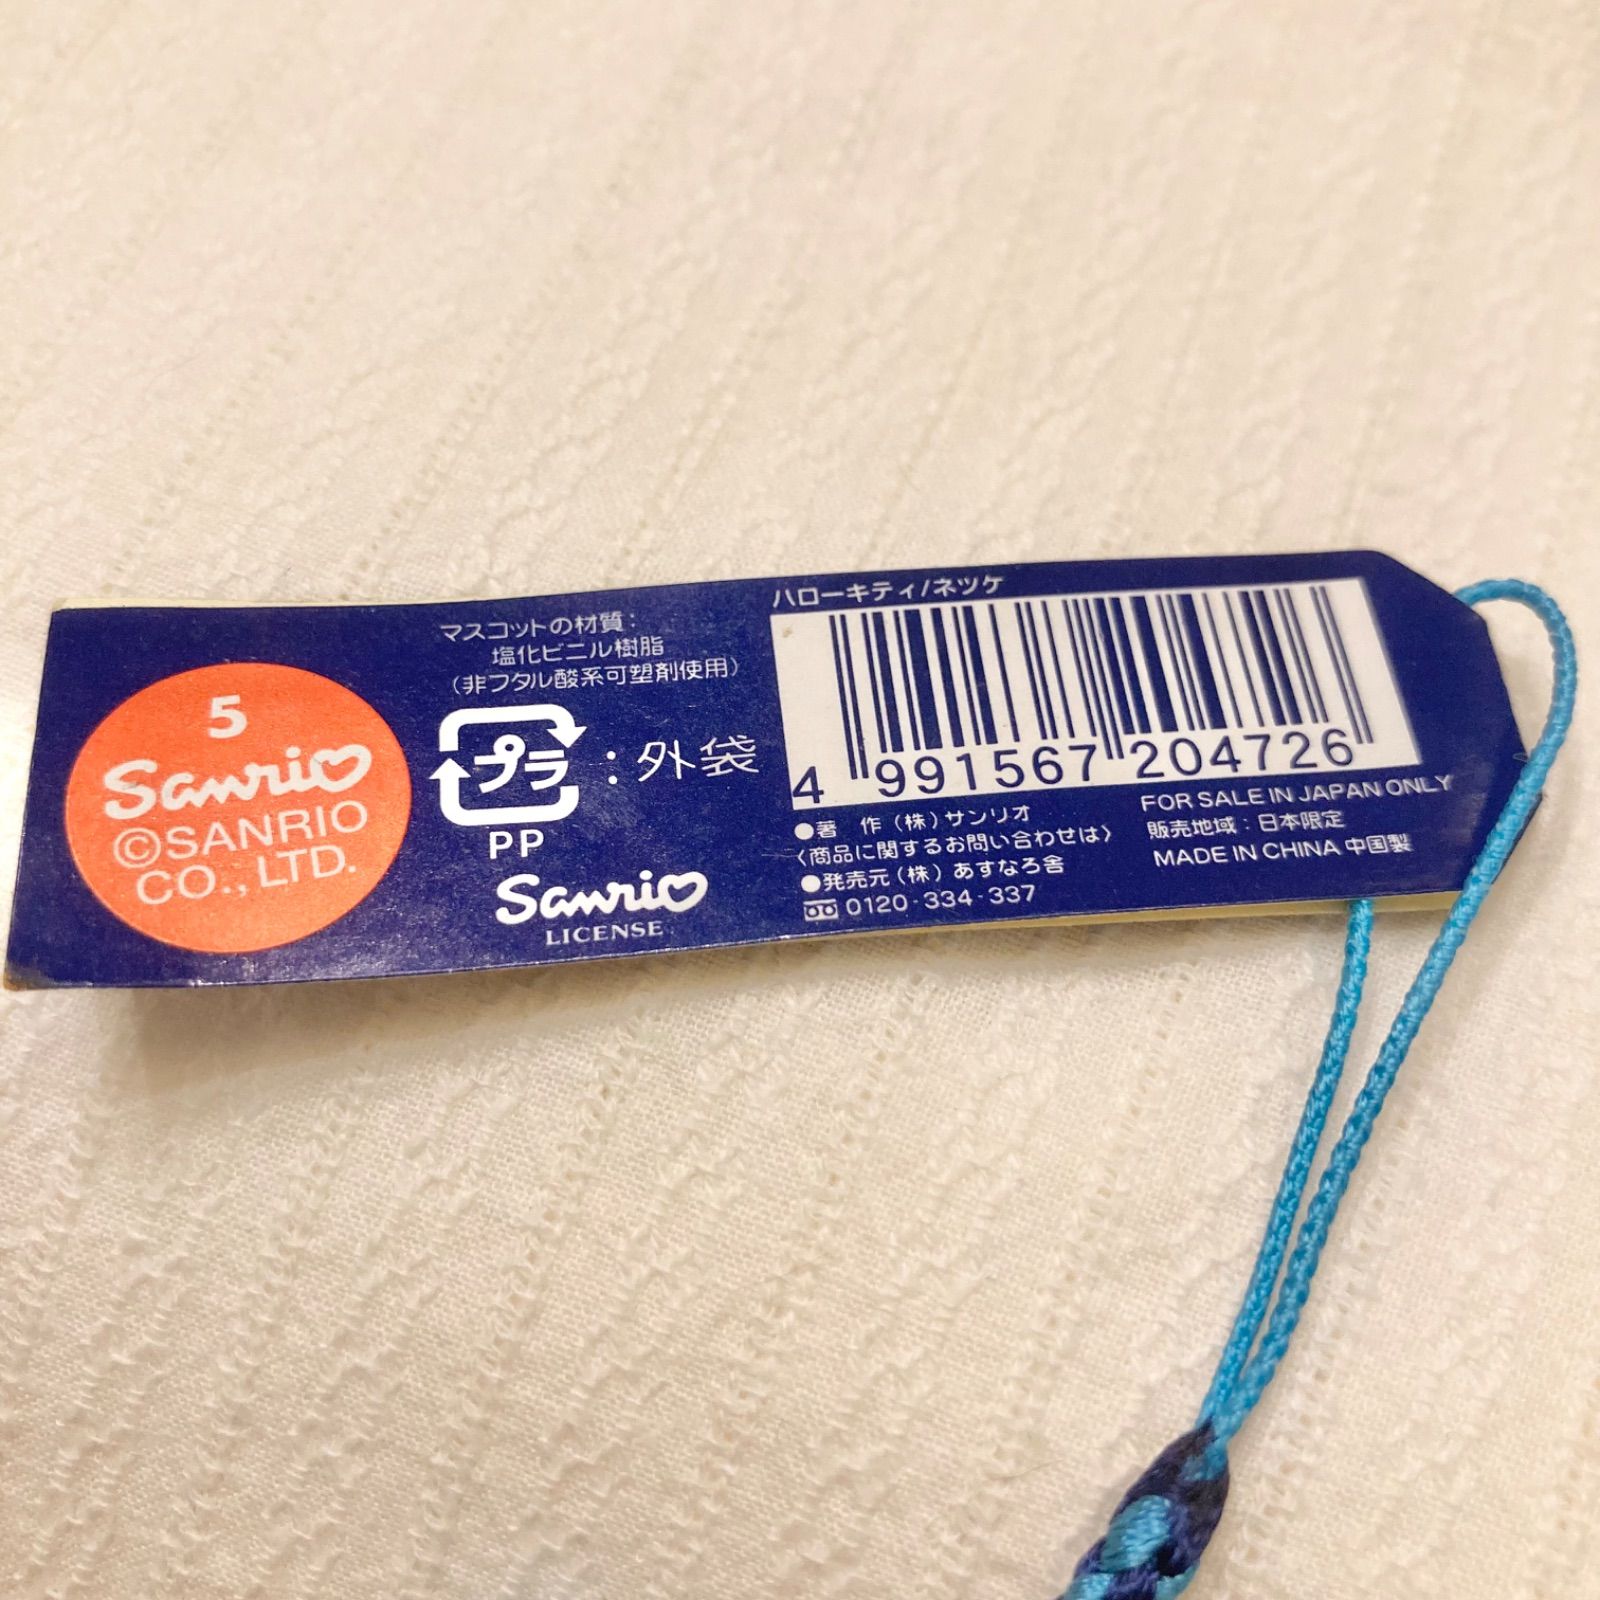 5
Sanrio
©SANRIO
CO., LTD.
マスコットの材質:
塩化ビニル樹脂
(非フタル酸系可塑剤使用)
プラ:外袋
PP
Sanrio
LICENSE
ハローキティ/ネツケ
4 991567 204726
●著 作(株)サンリオ
〈商品に関するお問い合わせは〉
●発売元(株)あすなろ舎
0120-334-337
FOR SALE IN JAPAN ONLY
販売地域:日本限定
MADE IN CHINA 中国製